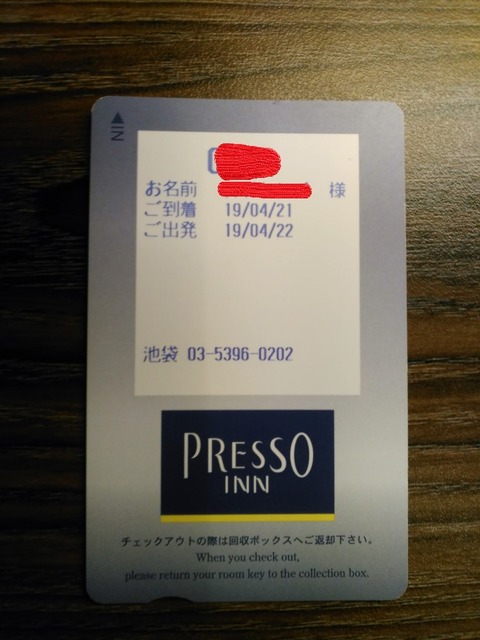 IN
お名前 様
ご到着 19/04/21
ご出発 19/04/22
池袋 03-5396-0202
PRESSO
INN
チェックアウトの際は回収ボックスへご返却下さい。
When you check out,
please return your room key to the collection box.